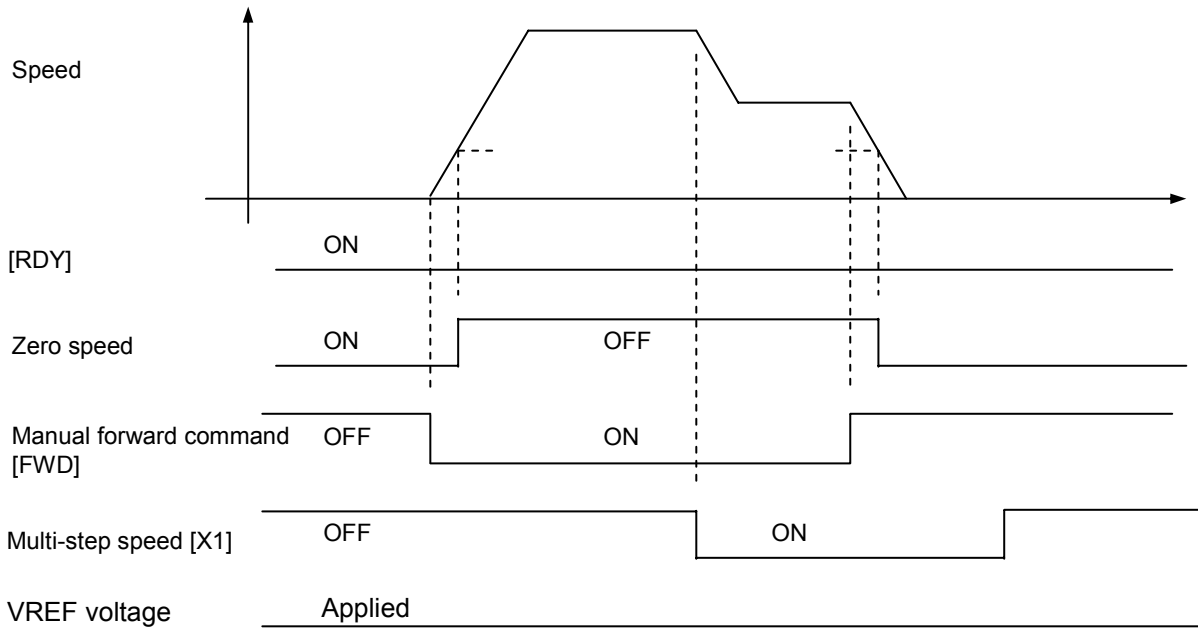 Speed
[RDY]
ON
Zero speed
ON
OFF
Manual forward command
[FWD]
OFF
ON
Multi-step speed [X1]
OFF
ON
VREF voltage
Applied